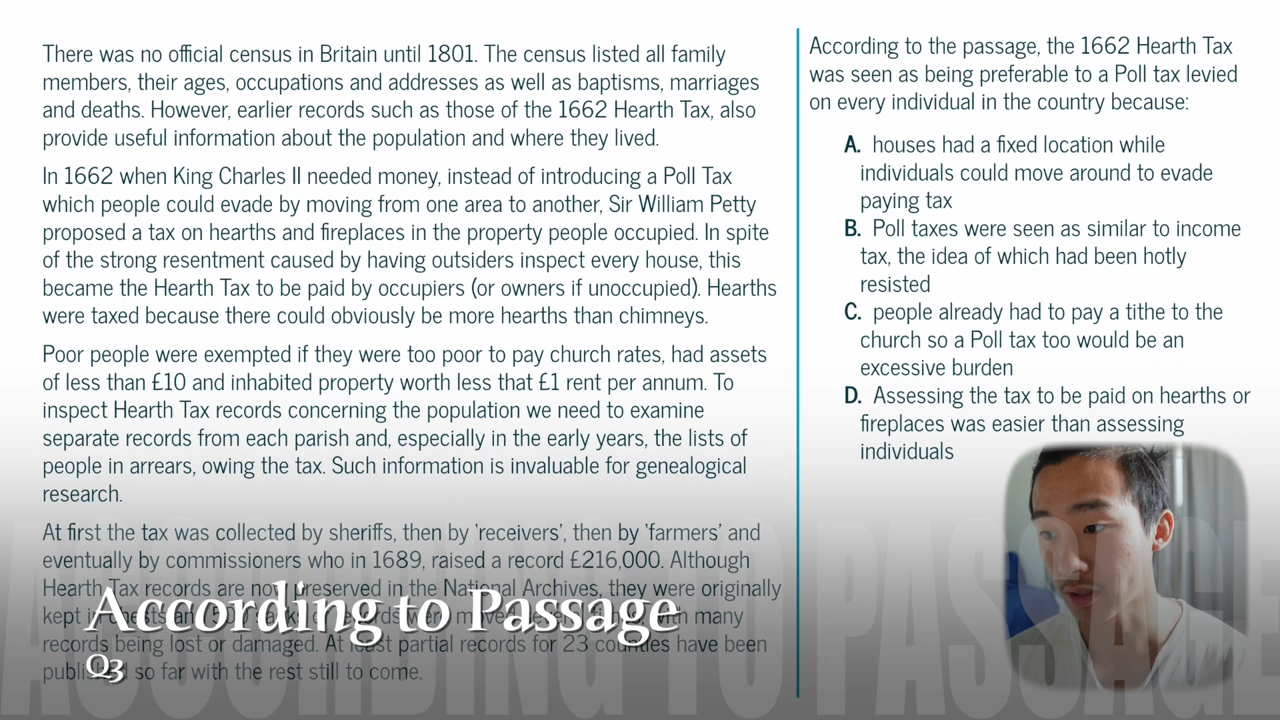 There was no official census in Britain until 1801. The census listed all family
members, their ages, occupations and addresses as well as baptisms, marriages
and deaths. However, earlier records such as those of the 1662 Hearth Tax, also
provide useful information about the population and where they lived.
In 1662 when King Charles II needed money, instead of introducing a Poll Tax
which people could evade by moving from one area to another, Sir William Petty
proposed a tax on hearths and fireplaces in the property people occupied. In spite
of the strong resentment caused by having outsiders inspect every house, this
became the Hearth Tax to be paid by occupiers (or owners if unoccupied). Hearths
were taxed because there could obviously be more hearths than chimneys.
Poor people were exempted if they were too poor to pay church rates, had assets
of less than £10 and inhabited property worth less that £1 rent per annum. To
inspect Hearth Tax records concerning the population we need to examine
separate records from each parish and, especially in the early years, the lists of
people in arrears, owing the tax. Such information is invaluable for genealogical
research.
At first the tax was collected by sheriffs, then by 'receivers', then by 'farmers' and
eventually by commissioners who in 1689, raised a record £216,000. Although
Hearth Tax records are now preserved in the National Archives, they were originally
kept in many
records being lost or damaged. At least partial records for 23 counties have been
published so far with the rest still to come.
According to the passage, the 1662 Hearth Tax
was seen as being preferable to a Poll tax levied
on every individual in the country because:
A. houses had a fixed location while
individuals could move around to evade
paying tax
B. Poll taxes were seen as similar to income
tax, the idea of which had been hotly
resisted
C. people already had to pay a tithe to the
church so a Poll tax too would be an
excessive burden
D. Assessing the tax to be paid on hearths or
fireplaces was easier than assessing
individuals
According to Passage
Q3
ACCORDING TO PASSAGE